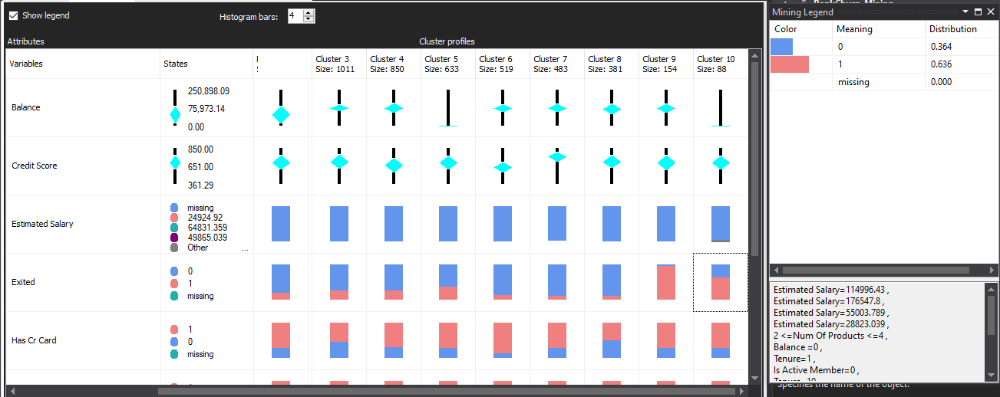 BankChurn_Mining
Show legend
Histogram bars: 4
Attributes Cluster profiles
Variables States Cluster 3 Cluster 4 Cluster 5 Cluster 6 Cluster 7 Cluster 8 Cluster 9 Cluster 10
Size: 1011 Size: 850 Size: 633 Size: 519 Size: 483 Size: 381 Size: 154 Size: 88
Balance
250,898.09
75,973.14
0.00
Credit Score
850.00
651.00
361.29
Estimated Salary
missing
24924.92
64831.359
49865.039
Other ...
Exited
0
1
missing
Has Cr Card
1
0
missing
Mining Legend
Color Meaning Distribution
0 0.364
1 0.636
missing 0.000
Estimated Salary=114996.43 ,
Estimated Salary=176547.8 ,
Estimated Salary=55003.789 ,
Estimated Salary=28823.039 ,
2 <=Num Of Products <=4 ,
Balance =0 ,
Tenure=1 ,
Is Active Member=0 ,
Tenure=10
Specifies the name of the object.